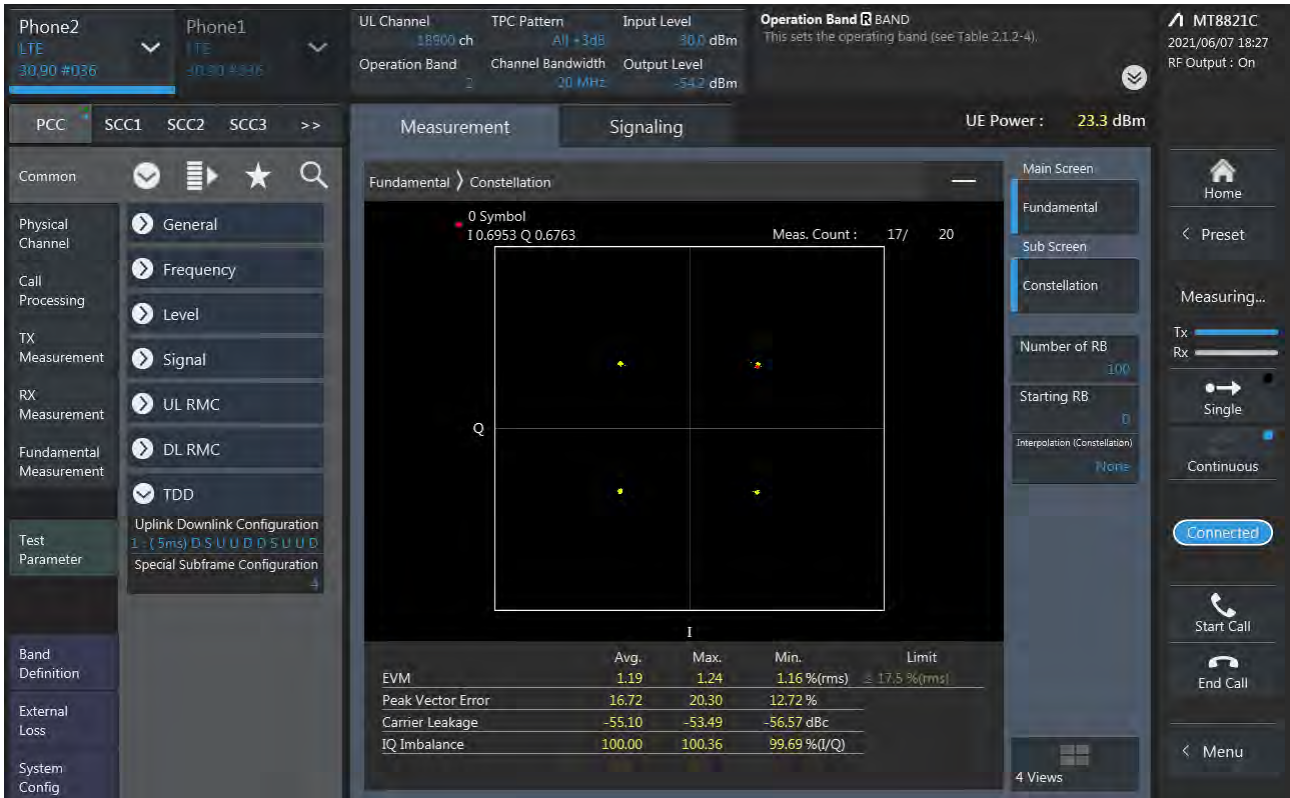 Phone2
LTE
30.90 #036
Phone1
LTE
30.90 #036
UL Channel
18900 ch
Operation Band
2
TPC Pattern
All +3dB
Channel Bandwidth
20 MHz
Input Level
30.0 dBm
Output Level
-54.2 dBm
Operation Band R BAND
This sets the operating band (see Table 2.1.2-4).
MT8821C
2021/06/07 18:27
RF Output : On
PCC
SCC1
SCC2
SCC3
>>
Measurement
Signaling
UE Power : 23.3 dBm
Common
Physical
Channel
Call
Processing
TX
Measurement
RX
Measurement
Fundamental
Measurement
Test
Parameter
Band
Definition
External
Loss
System
Config
General
Frequency
Level
Signal
UL RMC
DL RMC
TDD
Uplink Downlink Configuration
1 : ( 5ms) D S U U D D S U U D
Special Subframe Configuration
4
Fundamental 〉 Constellation
0 Symbol
I 0.6953 Q 0.6763
Meas. Count : 17/ 20
Q
I
Avg. Max. Min. Limit
EVM 1.19 1.24 1.16 %(rms) ≤ 17.5 %(rms)
Peak Vector Error 16.72 20.30 12.72 %
Carrier Leakage -55.10 -53.49 -56.57 dBc
IQ Imbalance 100.00 100.36 99.69 %(I/Q)
Main Screen
Fundamental
Sub Screen
Constellation
Number of RB
100
Starting RB
0
Interpolation (Constellation)
None
4 Views
Home
< Preset
Measuring...
Tx
Rx
Single
Continuous
Connected
Start Call
End Call
< Menu